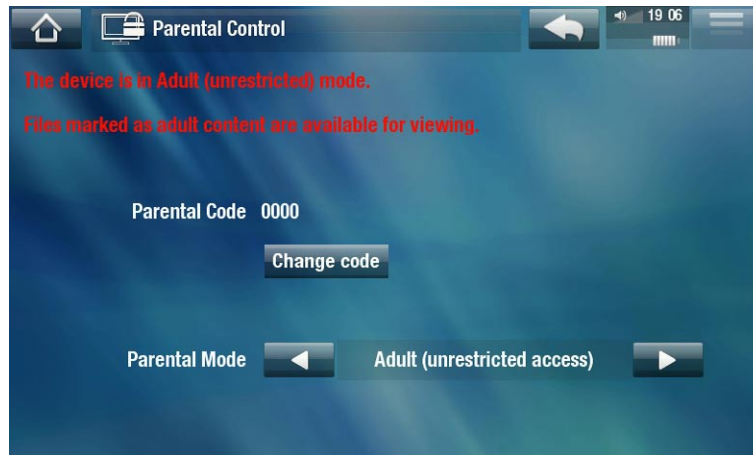 Parental Control
19 06
The device is in Adult (unrestricted) mode.
Files marked as adult content are available for viewing.
Parental Code 0000
Change code
Parental Mode Adult (unrestricted access)